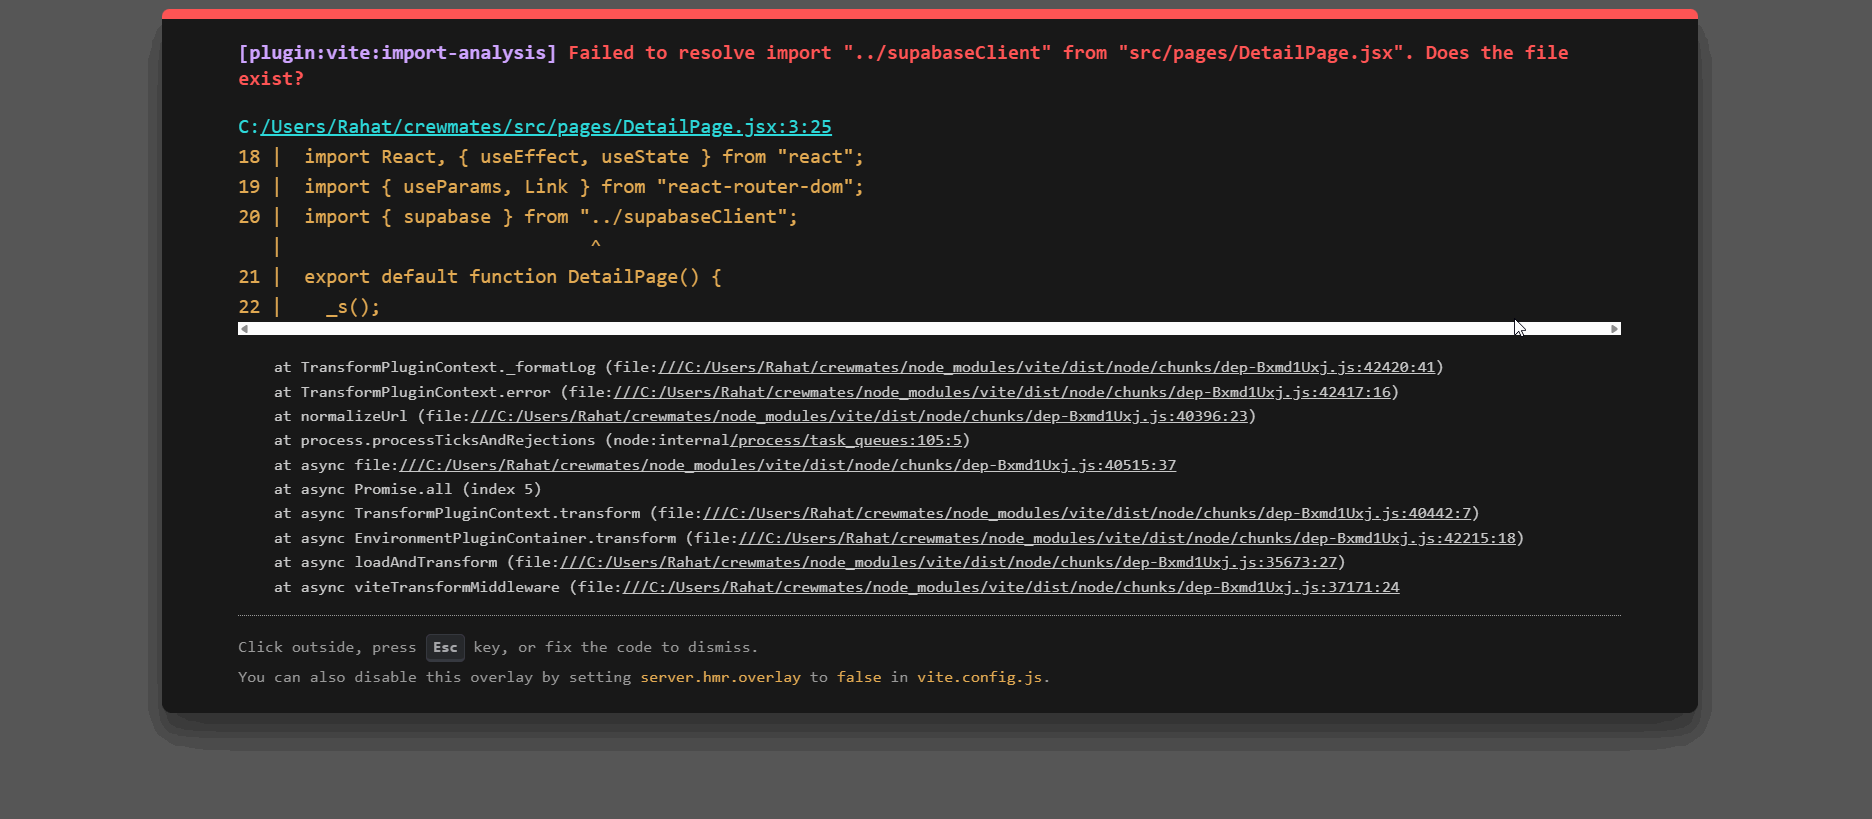 [plugin:vite:import-analysis] Failed to resolve import "../supabaseClient" from "src/pages/DetailPage.jsx". Does the file
exist?
C:/Users/Rahat/crewmates/src/pages/DetailPage.jsx:3:25
18 |  import React, { useEffect, useState } from "react";
19 |  import { useParams, Link } from "react-router-dom";
20 |  import { supabase } from "../supabaseClient";
   |                            ^
21 |  export default function DetailPage() {
22 |    _s();
at TransformPluginContext._formatLog (file:///C:/Users/Rahat/crewmates/node_modules/vite/dist/node/chunks/dep-Bxmd1Uxj.js:42420:41)
at TransformPluginContext.error (file:///C:/Users/Rahat/crewmates/node_modules/vite/dist/node/chunks/dep-Bxmd1Uxj.js:42417:16)
at normalizeUrl (file:///C:/Users/Rahat/crewmates/node_modules/vite/dist/node/chunks/dep-Bxmd1Uxj.js:40396:23)
at process.processTicksAndRejections (node:internal/process/task_queues:105:5)
at async file:///C:/Users/Rahat/crewmates/node_modules/vite/dist/node/chunks/dep-Bxmd1Uxj.js:40515:37
at async Promise.all (index 5)
at async TransformPluginContext.transform (file:///C:/Users/Rahat/crewmates/node_modules/vite/dist/node/chunks/dep-Bxmd1Uxj.js:40442:7)
at async EnvironmentPluginContainer.transform (file:///C:/Users/Rahat/crewmates/node_modules/vite/dist/node/chunks/dep-Bxmd1Uxj.js:42215:18)
at async loadAndTransform (file:///C:/Users/Rahat/crewmates/node_modules/vite/dist/node/chunks/dep-Bxmd1Uxj.js:35673:27)
at async viteTransformMiddleware (file:///C:/Users/Rahat/crewmates/node_modules/vite/dist/node/chunks/dep-Bxmd1Uxj.js:37171:24
Click outside, press Esc key, or fix the code to dismiss.
You can also disable this overlay by setting server.hmr.overlay to false in vite.config.js.